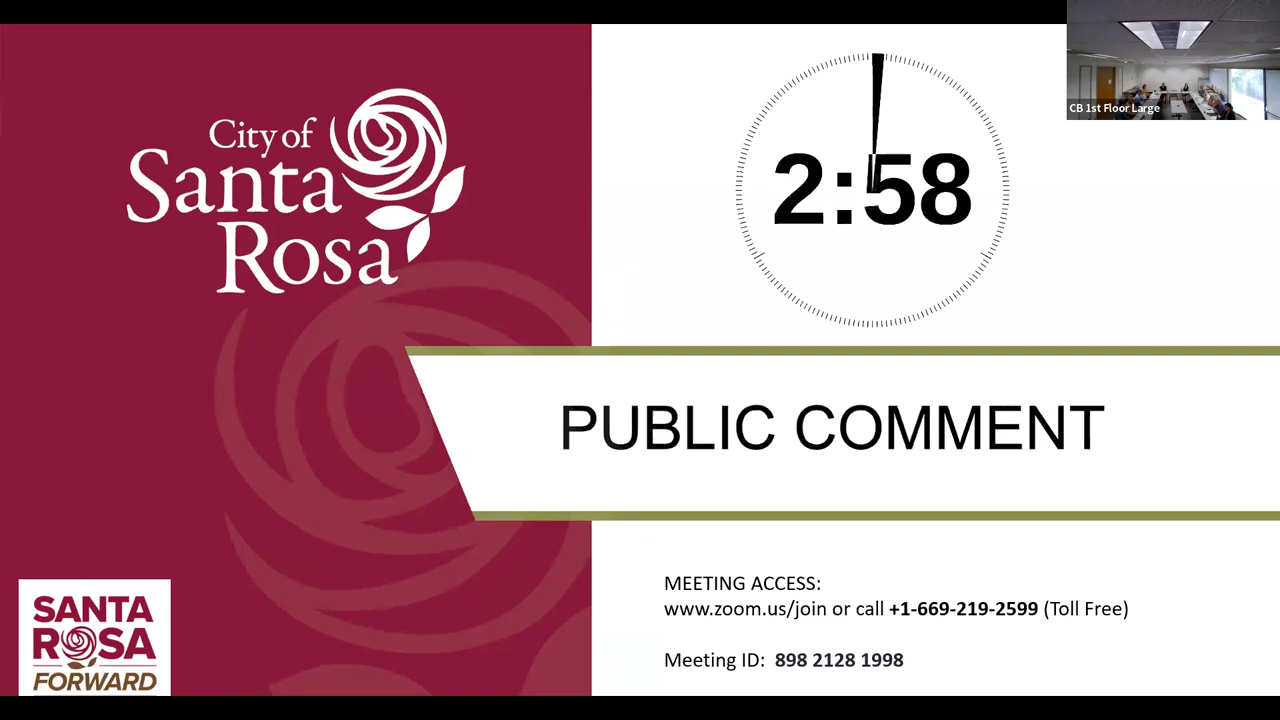 City of
Santa
Rosa
2:58
CB 1st Floor Large
PUBLIC COMMENT
MEETING ACCESS:
www.zoom.us/join or call +1-669-219-2599 (Toll Free)
Meeting ID: 898 2128 1998
SANTA
ROSA
FORWARD